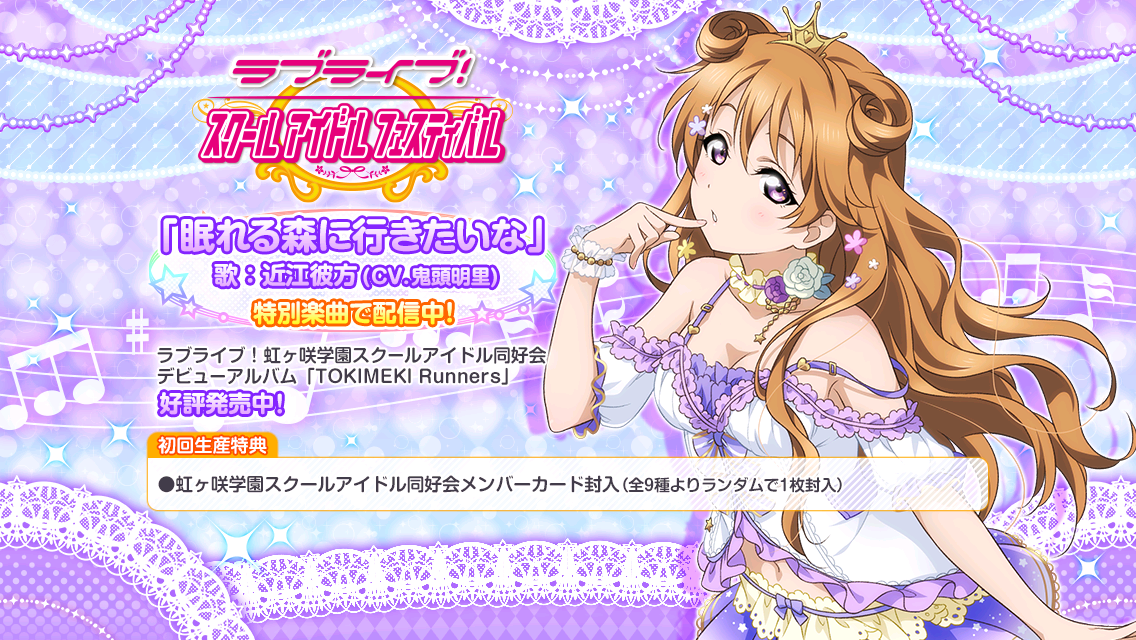 ラブライブ!
スクールアイドルフェスティバル
「眠れる森に行きたいな」
歌：近江彼方(CV.鬼頭明里)
特別楽曲で配信中!
ラブライブ！虹ヶ咲学園スクールアイドル同好会
デビューアルバム「TOKIMEKI Runners」
好評発売中!
初回生産特典
●虹ヶ咲学園スクールアイドル同好会メンバーカード封入(全9種よりランダムで1枚封入)